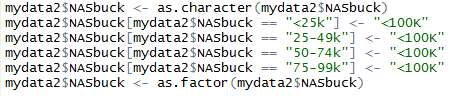 mydata2$NASbuck <- as.character(mydata2$NASbuck)
mydata2$NASbuck[mydata2$NASbuck == "<25k"] <- "<100K"
mydata2$NASbuck[mydata2$NASbuck == "25-49k"] <- "<100K"
mydata2$NASbuck[mydata2$NASbuck == "50-74k"] <- "<100K"
mydata2$NASbuck[mydata2$NASbuck == "75-99k"] <- "<100K"
mydata2$NASbuck <- as.factor(mydata2$NASbuck)